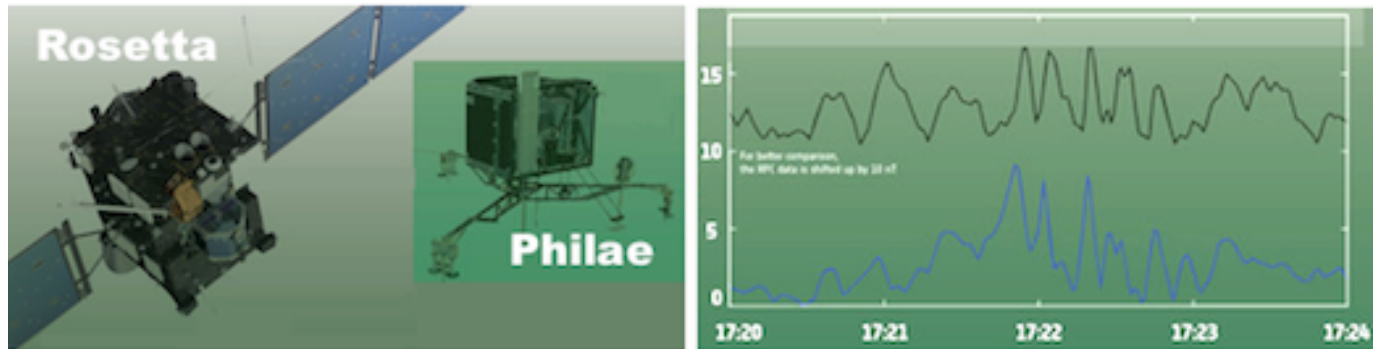 Rosetta
Philae
15
10
For better comparison,
the RPC data is shifted up by 10 nT
5
0
17:20 17:21 17:22 17:23 17:24